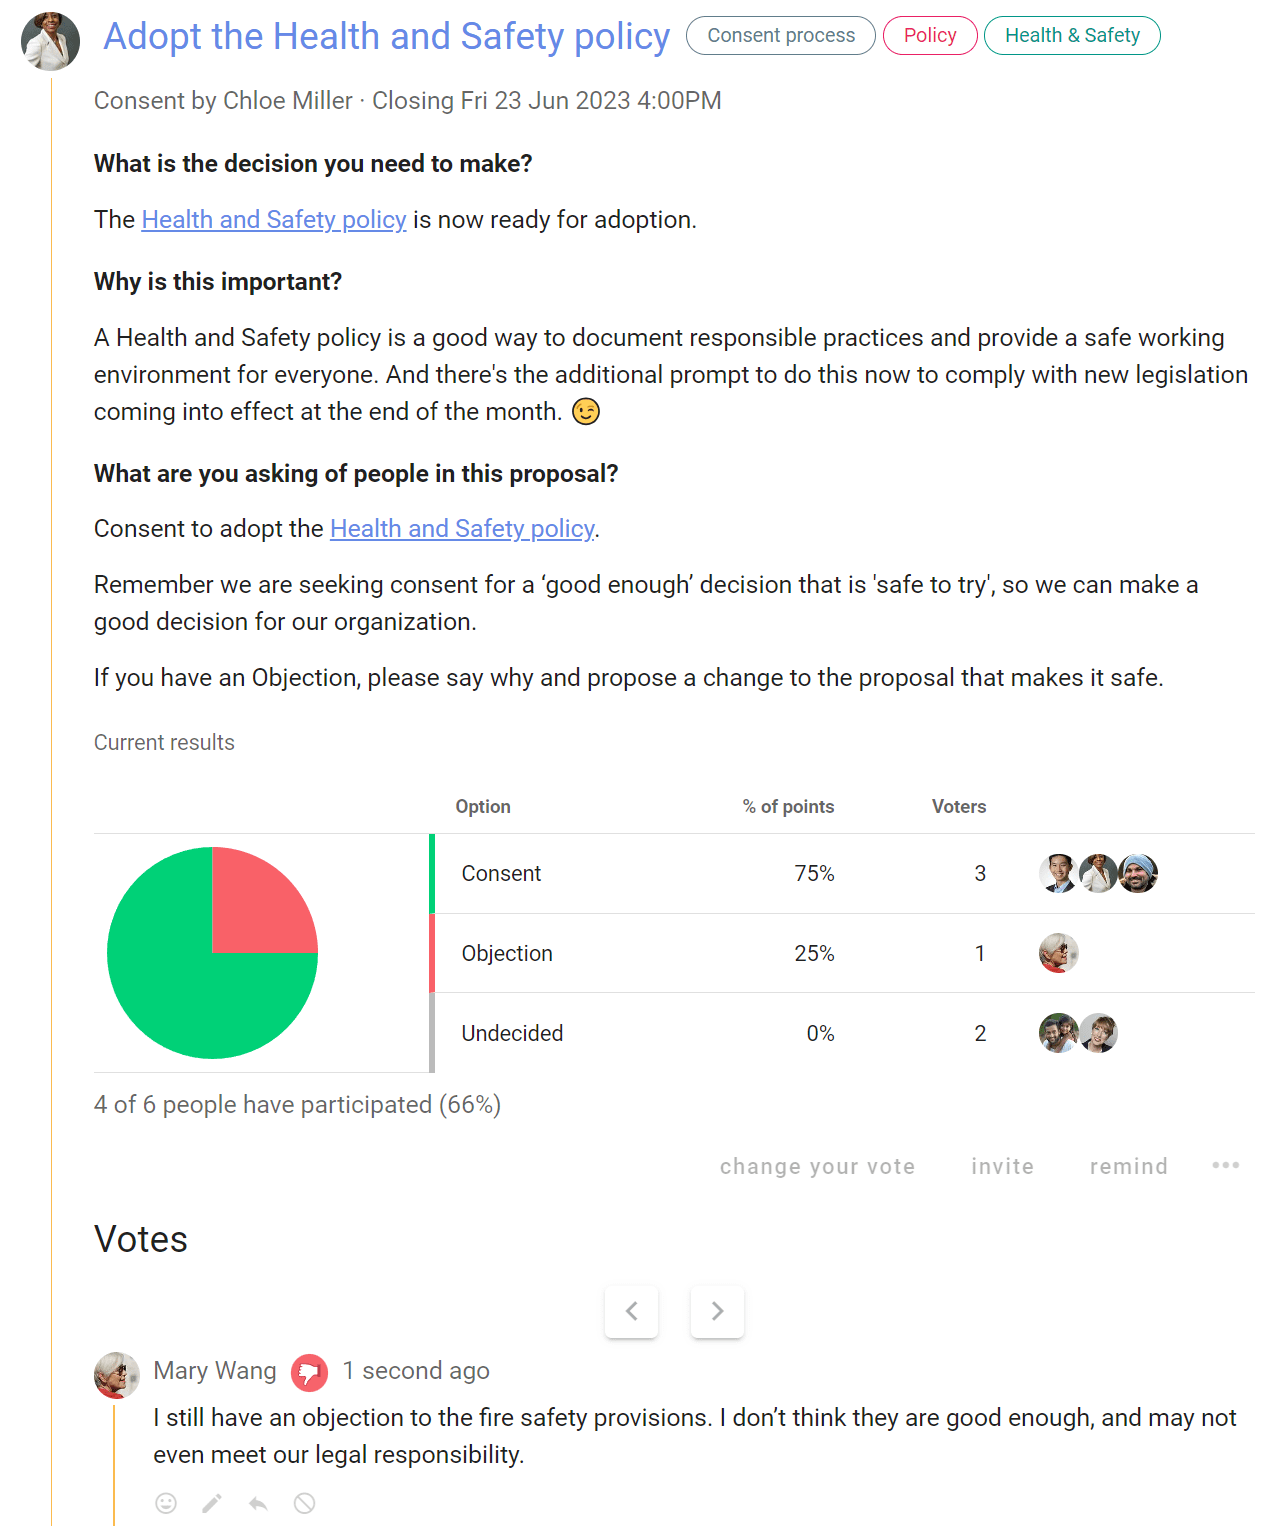 Adopt the Health and Safety policy Consent process Policy Health & Safety
Consent by Chloe Miller · Closing Fri 23 Jun 2023 4:00PM
What is the decision you need to make?
The Health and Safety policy is now ready for adoption.
Why is this important?
A Health and Safety policy is a good way to document responsible practices and provide a safe working
environment for everyone. And there's the additional prompt to do this now to comply with new legislation
coming into effect at the end of the month. 😉
What are you asking of people in this proposal?
Consent to adopt the Health and Safety policy.
Remember we are seeking consent for a ‘good enough’ decision that is 'safe to try', so we can make a
good decision for our organization.
If you have an Objection, please say why and propose a change to the proposal that makes it safe.
Current results
Option % of points Voters
Consent 75% 3
Objection 25% 1
Undecided 0% 2
4 of 6 people have participated (66%)
change your vote invite remind
Votes
Mary Wang 1 second ago
I still have an objection to the fire safety provisions. I don’t think they are good enough, and may not
even meet our legal responsibility.